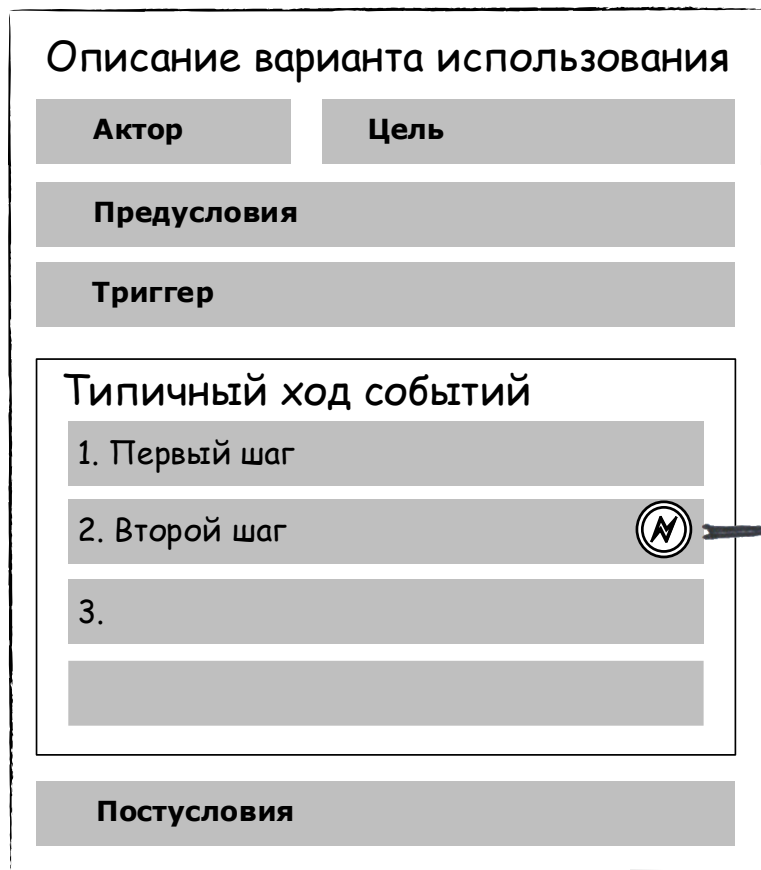 Описание варианта использования
Актор
Цель
Предусловия
Триггер
Типичный ход событий
1. Первый шаг
2. Второй шаг
3.
Постусловия